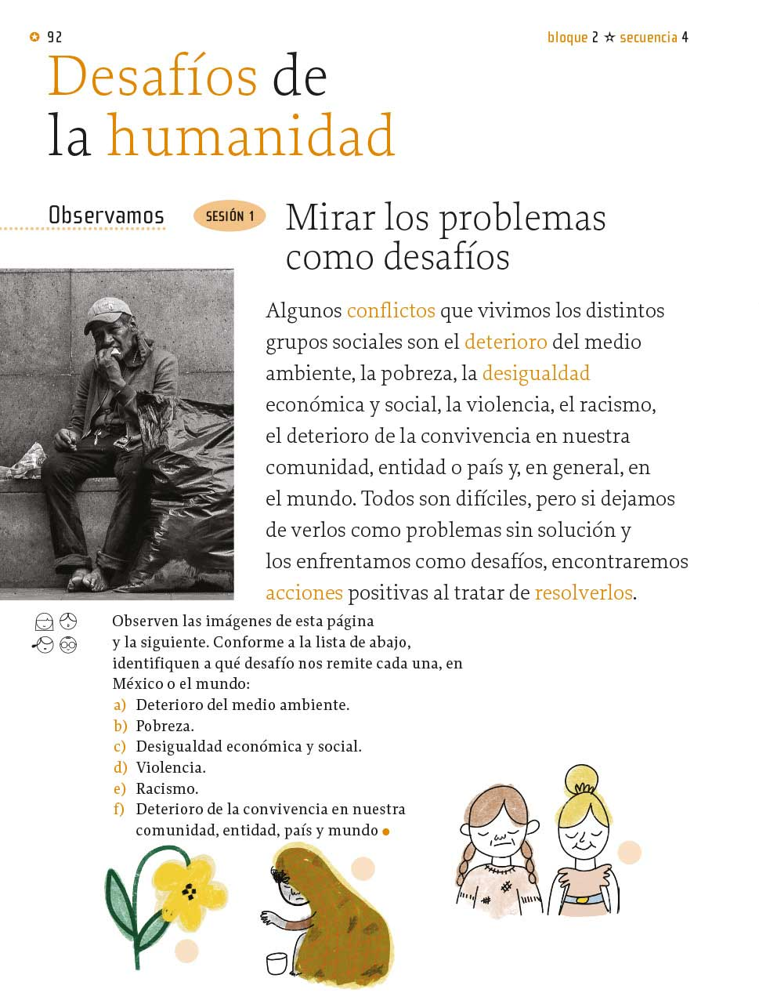 92
bloque 2 ☆ secuencia 4
Desafíos de
la humanidad
Observamos
SESIÓN 1
Mirar los problemas
como desafíos
Algunos conflictos que vivimos los distintos
grupos sociales son el deterioro del medio
ambiente, la pobreza, la desigualdad
económica y social, la violencia, el racismo,
el deterioro de la convivencia en nuestra
comunidad, entidad o país y, en general, en
el mundo. Todos son difíciles, pero si dejamos
de verlos como problemas sin solución y
los enfrentamos como desafíos, encontraremos
acciones positivas al tratar de resolverlos.
Observen las imágenes de esta página
y la siguiente. Conforme a la lista de abajo,
identifiquen a qué desafío nos remite cada una, en
México o el mundo:
a) Deterioro del medio ambiente.
b) Pobreza.
c) Desigualdad económica y social.
d) Violencia.
e) Racismo.
f) Deterioro de la convivencia en nuestra
comunidad, entidad, país y mundo